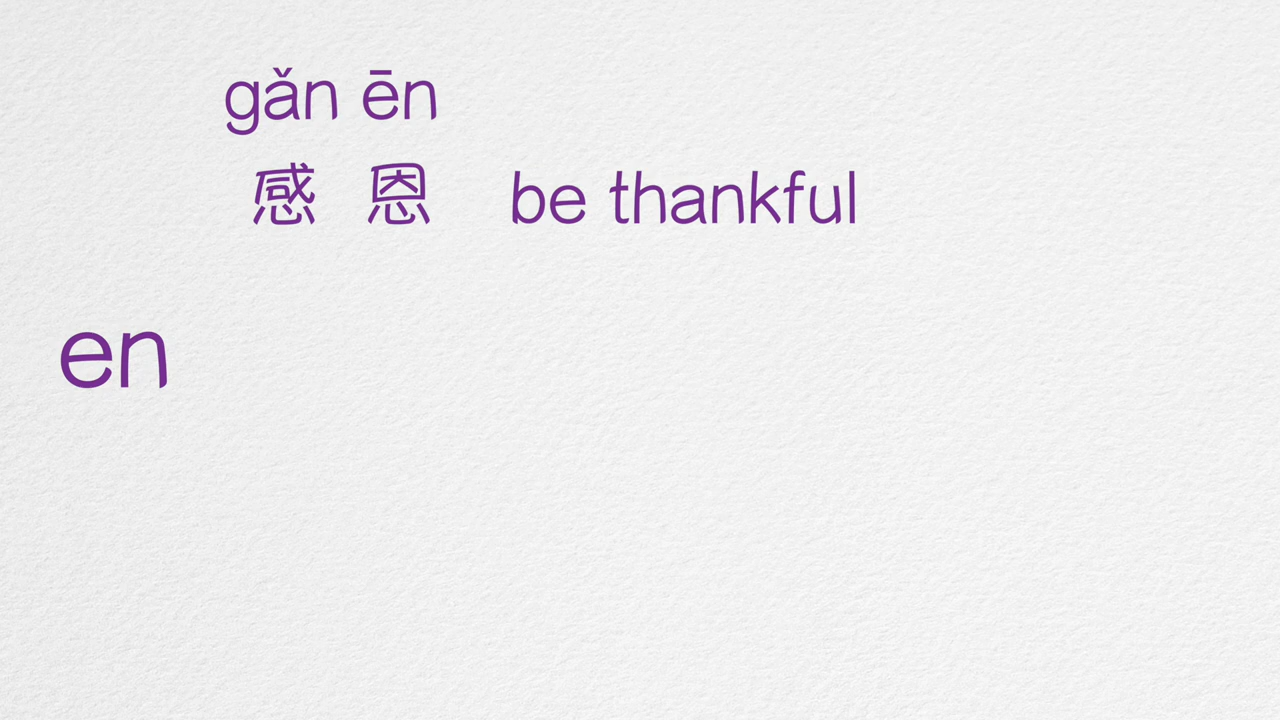 gǎn ēn
感 恩 be thankful
en